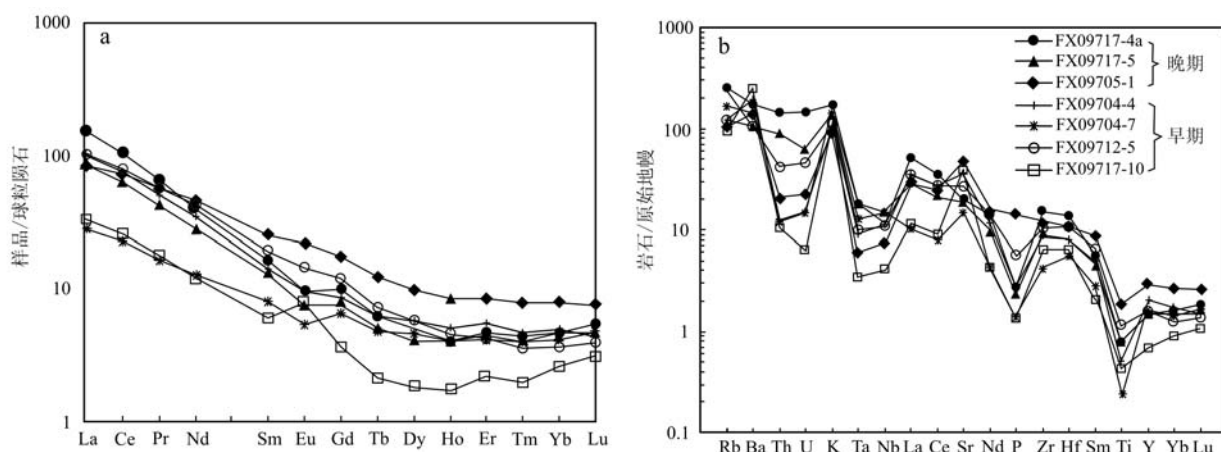 a
1000
100
10
1
样品/球粒陨石
La Ce Pr Nd Sm Eu Gd Tb Dy Ho Er Tm Yb Lu
b
1000
100
10
1
0.1
岩石/原始地幔
Rb Ba Th U K Ta Nb La Ce Sr Nd P Zr Hf Sm Ti Y Yb Lu
FX09717-4a
FX09717-5
FX09705-1
晚期
FX09704-4
FX09704-7
FX09712-5
FX09717-10
早期